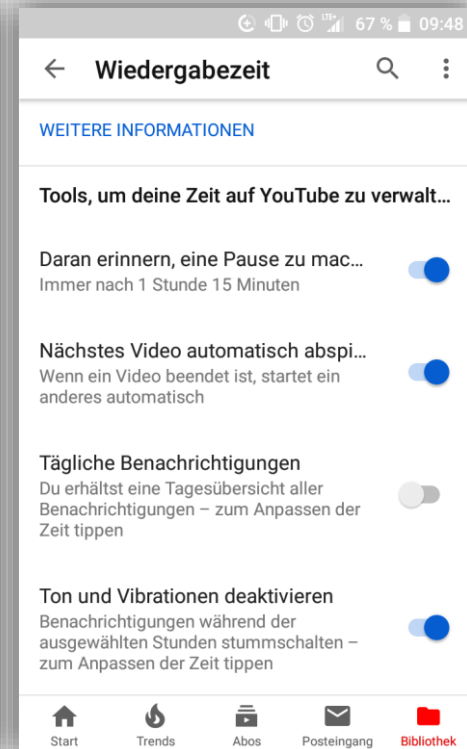 LTE 67 % 09:48
Wiedergabezeit
WEITERE INFORMATIONEN
Tools, um deine Zeit auf YouTube zu verwalt...
Daran erinnern, eine Pause zu mac...
Immer nach 1 Stunde 15 Minuten
Nächstes Video automatisch abspi...
Wenn ein Video beendet ist, startet ein
anderes automatisch
Tägliche Benachrichtigungen
Du erhältst eine Tagesübersicht aller
Benachrichtigungen – zum Anpassen der
Zeit tippen
Ton und Vibrationen deaktivieren
Benachrichtigungen während der
ausgewählten Stunden stummschalten –
zum Anpassen der Zeit tippen
Start Trends Abos Posteingang Bibliothek